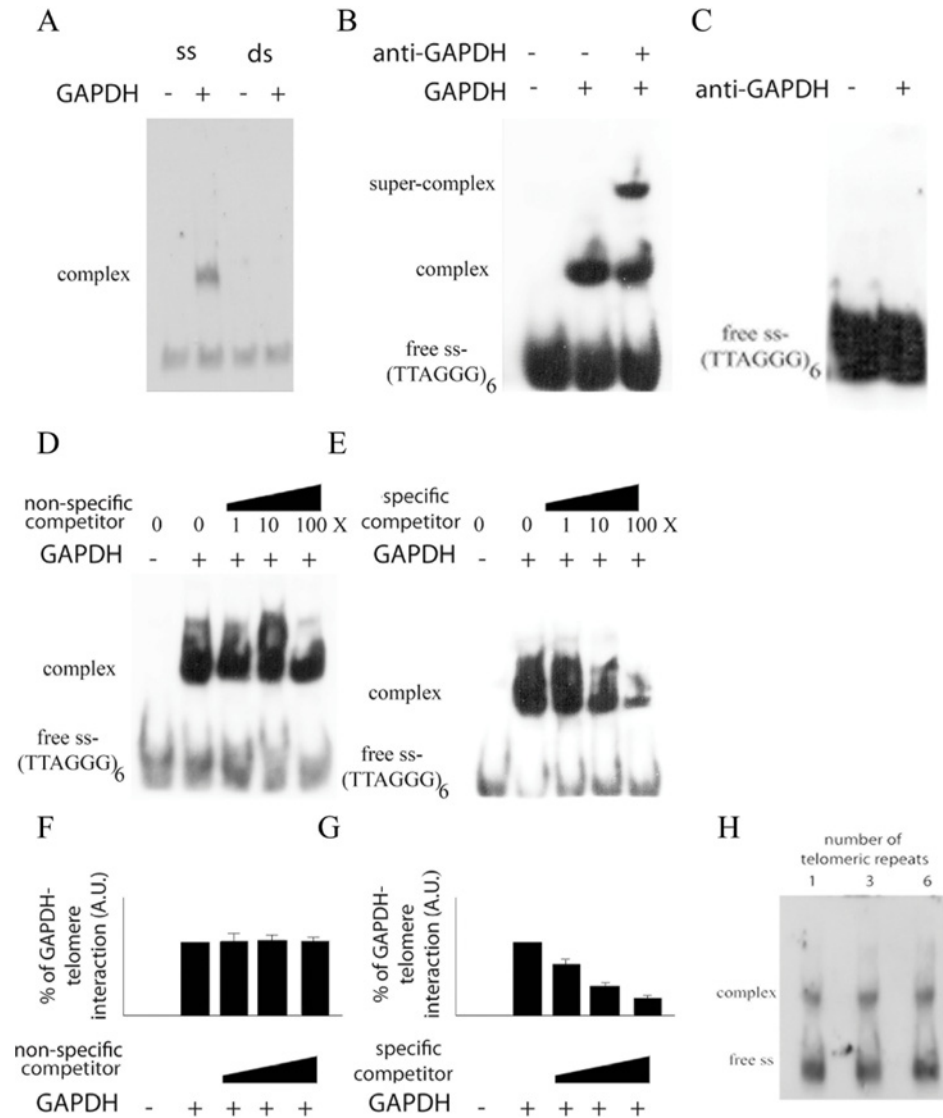 A
ss ds
GAPDH - + - +
complex
B
anti-GAPDH - - +
GAPDH - + +
super-complex
complex
free ss-
(TTAGGG)6
C
anti-GAPDH - +
free ss-
(TTAGGG)6
D
non-specific
competitor 0 0 1 10 100 X
GAPDH - + + + +
complex
free ss-
(TTAGGG)6
E
specific
competitor 0 0 1 10 100 X
GAPDH - + + + +
complex
free ss-
(TTAGGG)6
F
% of GAPDH-
telomere
interaction (A.U.)
non-specific
competitor
GAPDH - + + + +
G
% of GAPDH-
telomere
interaction (A.U.)
specific
competitor
GAPDH - + + + +
H
number of
telomeric repeats
1 3 6
complex
free ss